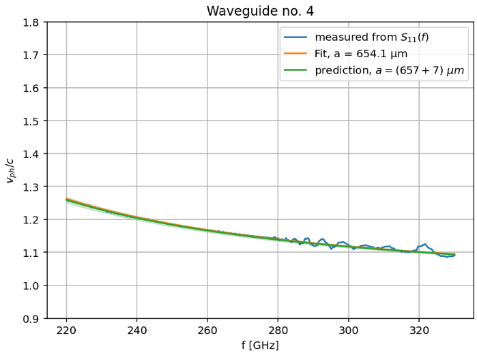 Waveguide no. 4
measured from S₁₁(f)
Fit, a = 654.1 μm
prediction, a = (657 + 7) μm
1.8
1.7
1.6
1.5
1.4
1.3
1.2
1.1
1.0
0.9
v_ph/c
220
240
260
280
300
320
f [GHz]